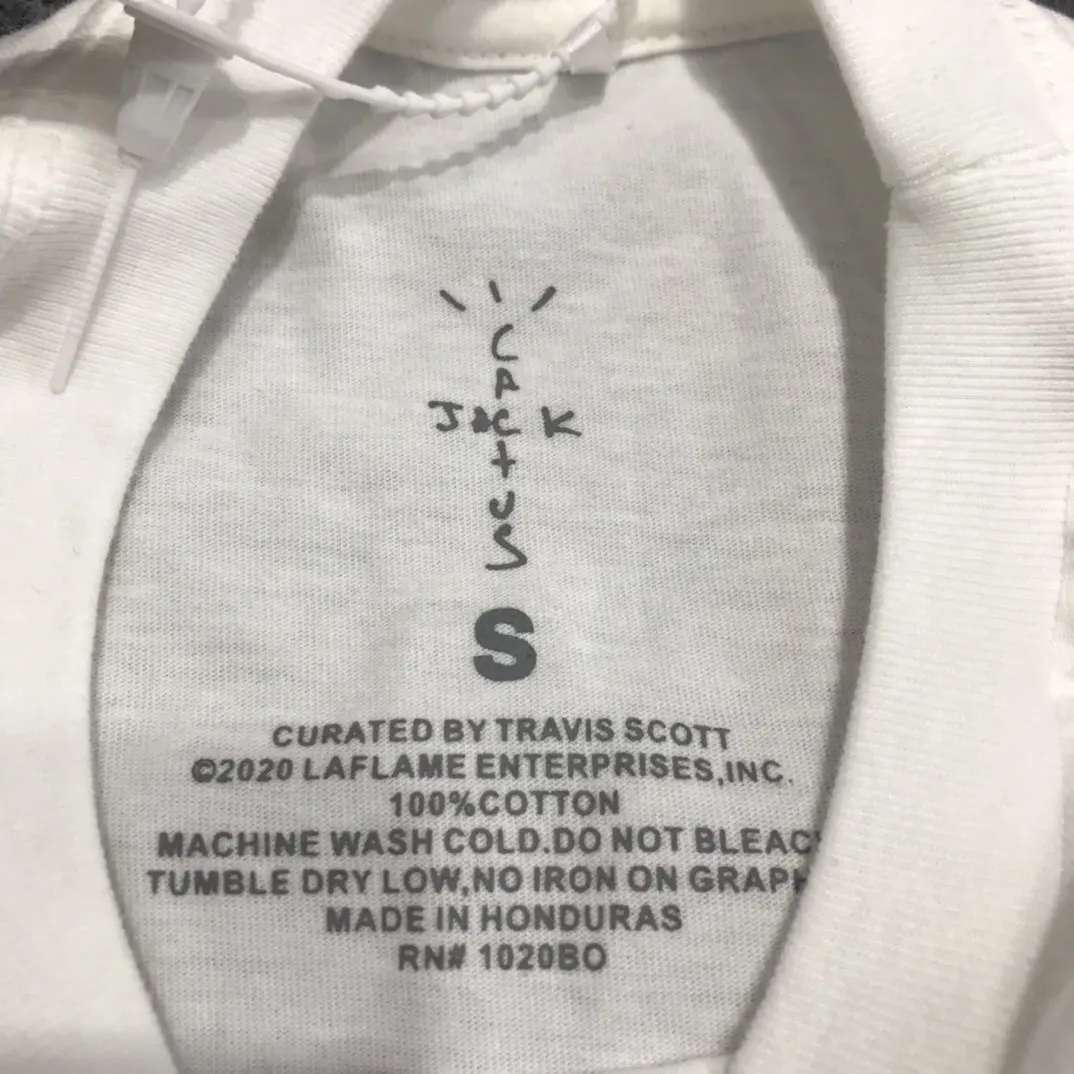 CACTUS
JACK
S
CURATED BY TRAVIS SCOTT
©2020 LAFLAME ENTERPRISES,INC.
100%COTTON
MACHINE WASH COLD.DO NOT
TUMBLE DRY LOW,NO IRON ON
MADE IN HONDURAS
RN# 1020BO